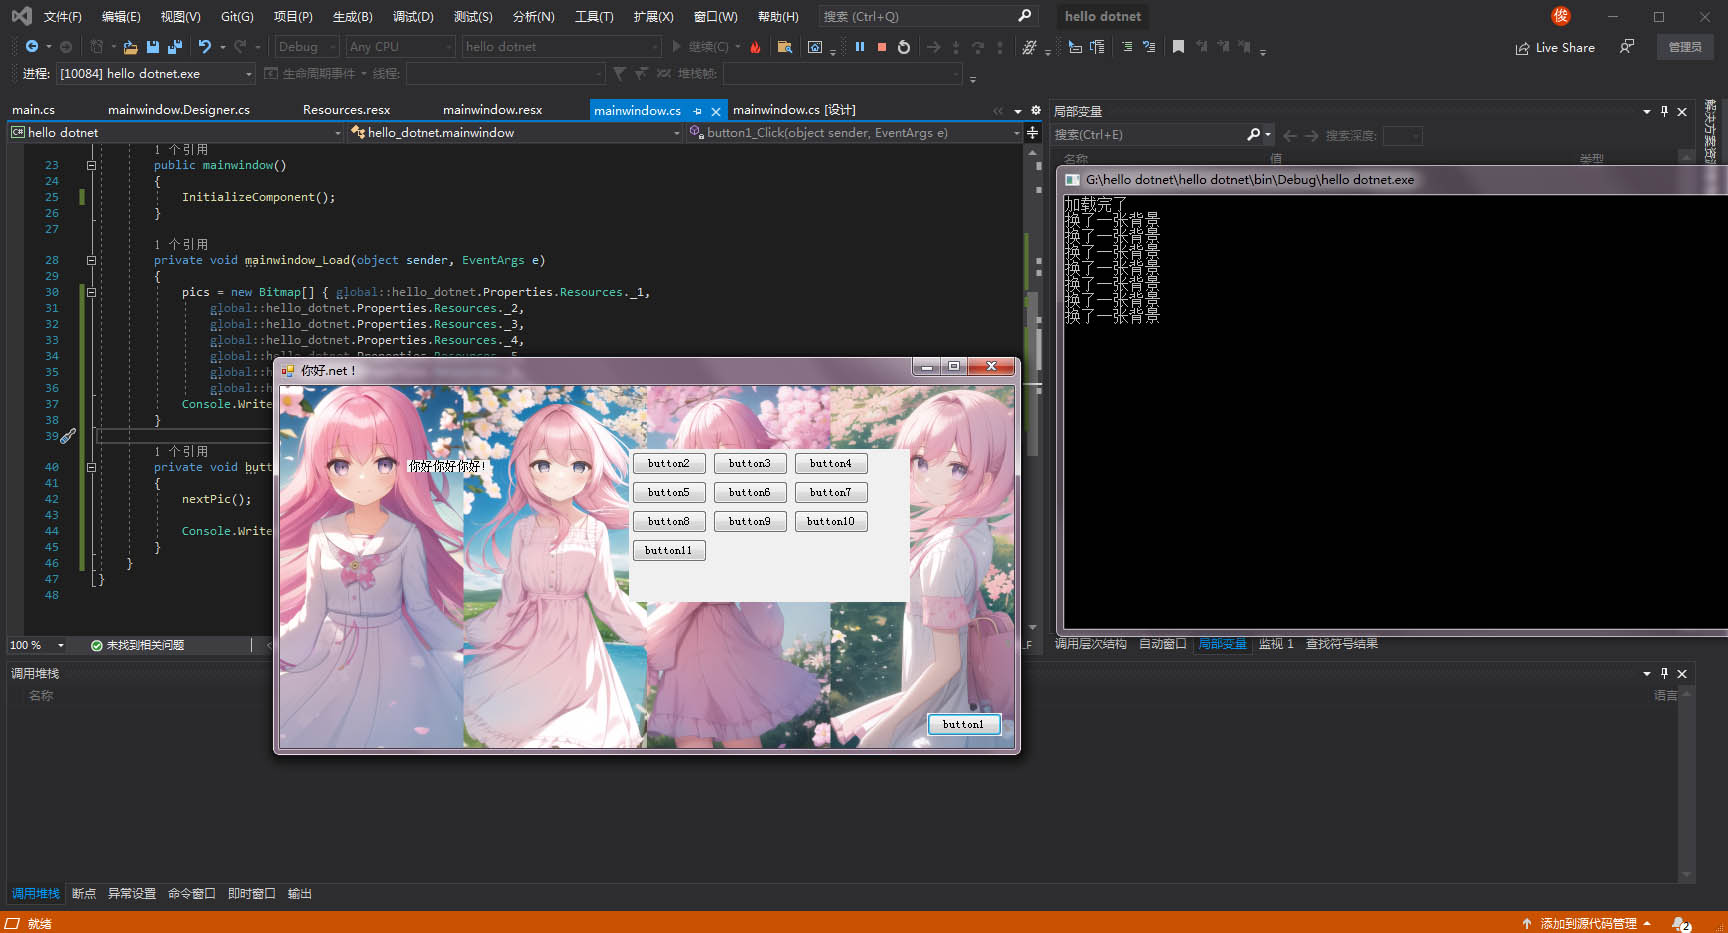 文件(F) 编辑(E) 视图(V) Git(G) 项目(P) 生成(B) 调试(D) 测试(S) 分析(N) 工具(T) 扩展(X) 窗口(W) 帮助(H) 搜索 (Ctrl+Q) hello dotnet 俊
Debug Any CPU hello dotnet 继续(C) Live Share 管理员
进程: [10084] hello dotnet.exe 生命周期事件 线程: 堆栈帧:
main.cs mainwindow.Designer.cs Resources.resx mainwindow.resx mainwindow.cs mainwindow.cs [设计]
hello dotnet hello_dotnet.mainwindow button1_Click(object sender, EventArgs e)
1 个引用
23 public mainwindow()
24 {
25 InitializeComponent();
26 }
27
1 个引用
28 private void mainwindow_Load(object sender, EventArgs e)
29 {
30 pics = new Bitmap[] { global::hello_dotnet.Properties.Resources._1,
31 global::hello_dotnet.Properties.Resources._2,
32 global::hello_dotnet.Properties.Resources._3,
33 global::hello_dotnet.Properties.Resources._4,
34 global::hello_dotnet.Properties.Resources._5,
35 global::h
36 global::h
37 Console.Write
38 }
39
1 个引用
40 private void butt
41 {
42 nextPic();
43
44 Console.Write
45 }
46 }
47 }
48
100 % 未找到相关问题 LF
局部变量
搜索(Ctrl+E) 搜索深度:
名称 值 类型
G:\hello dotnet\hello dotnet\bin\Debug\hello dotnet.exe
加载完了
换了一张背景
换了一张背景
换了一张背景
换了一张背景
换了一张背景
换了一张背景
换了一张背景
调用层次结构 自动窗口 局部变量 监视 1 查找符号结果
你好.net！
你好你好你好!
button2 button3 button4
button5 button6 button7
button8 button9 button10
button11
button1
调用堆栈
名称 语言
调用堆栈 断点 异常设置 命令窗口 即时窗口 输出
就绪 添加到源代码管理 2